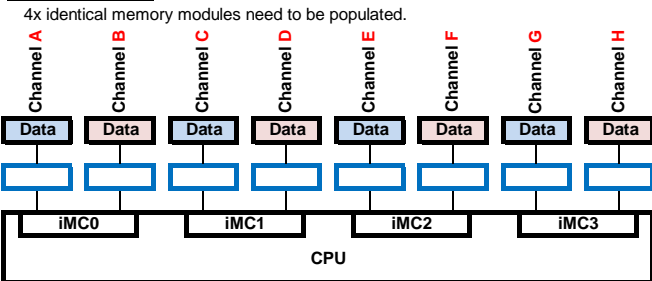 4x identical memory modules need to be populated.
Channel A Channel B Channel C Channel D Channel E Channel F Channel G Channel H
Data Data Data Data Data Data Data Data
iMC0 iMC1 iMC2 iMC3
CPU